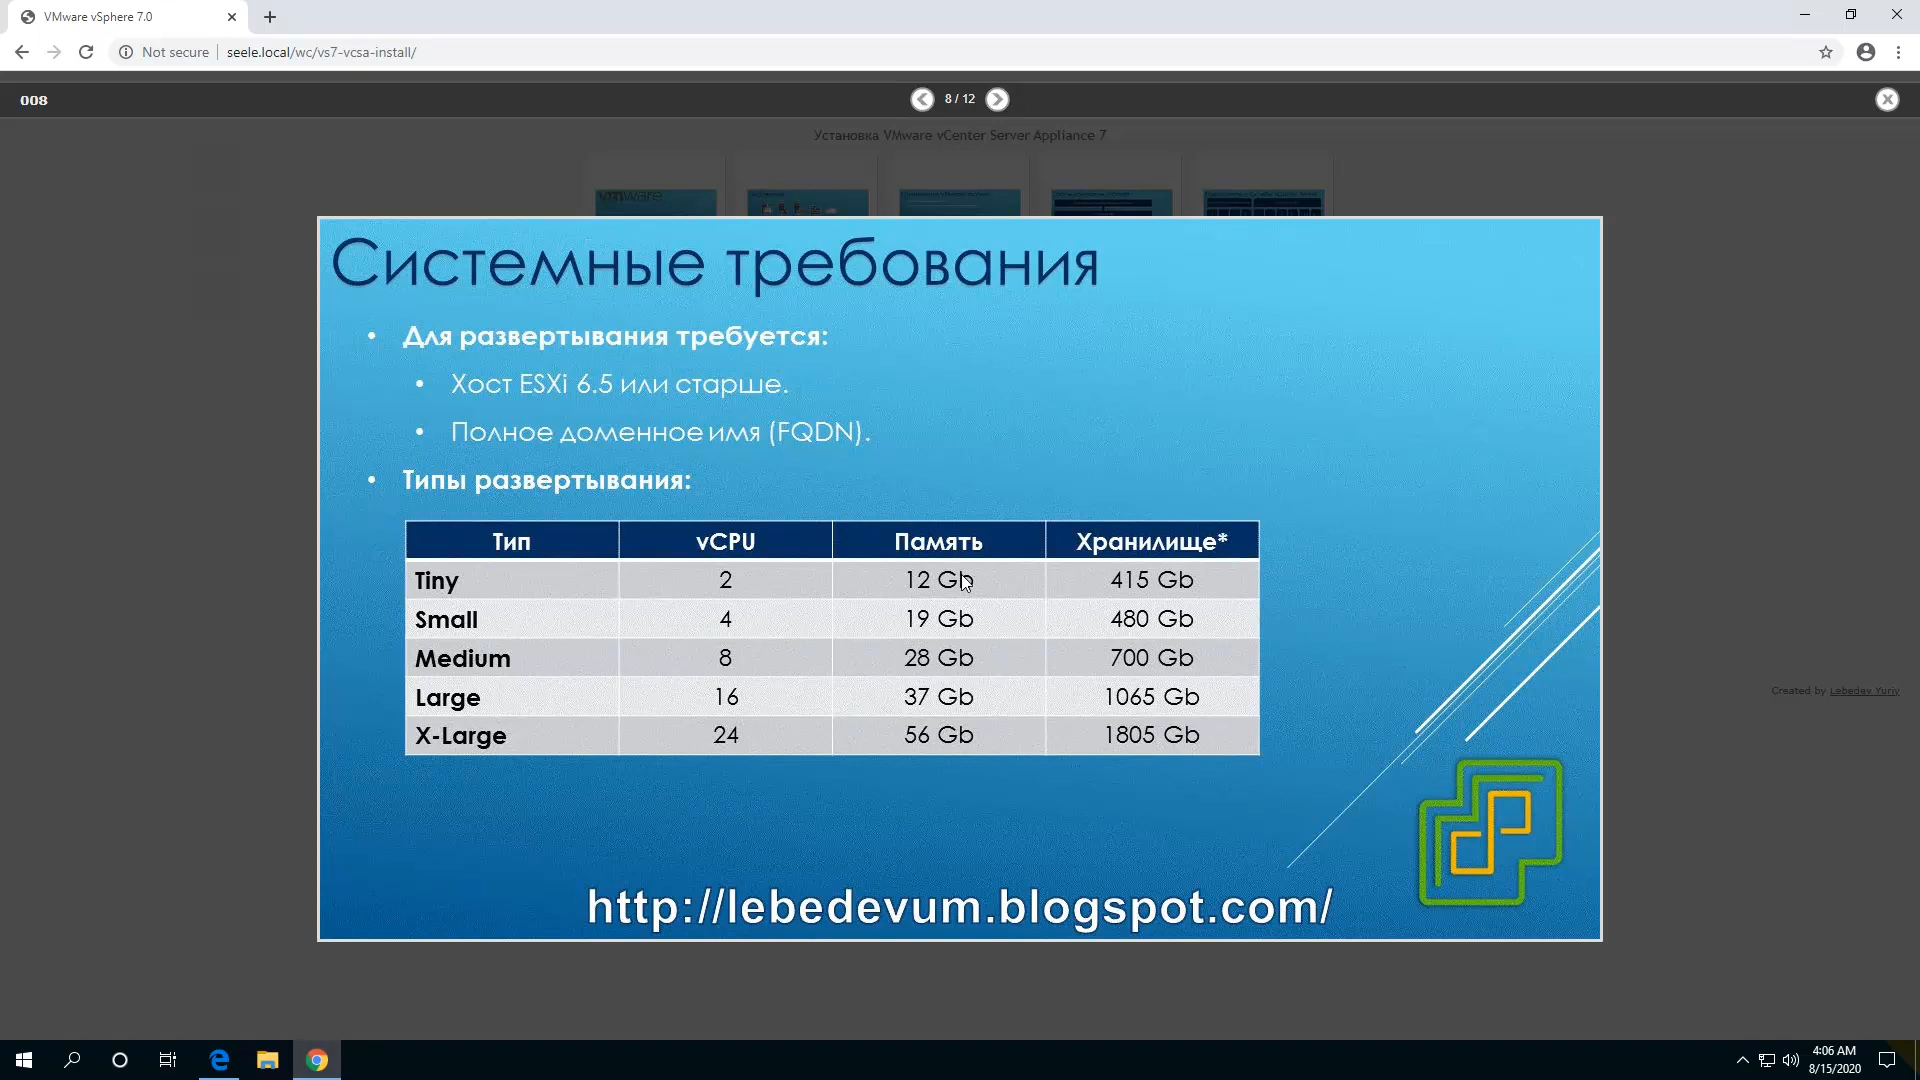 VMware vSphere 7.0
Not secure
seele.local/wc/vs7-vcsa-install/
008
8 / 12
Установка VMware vCenter Server Appliance 7
vmware
Системные требования
Для развертывания требуется:
Хост ESXi 6.5 или старше.
Полное доменное имя (FQDN).
Типы развертывания:
Тип vCPU Память Хранилище*
Tiny 2 12 Gb 415 Gb
Small 4 19 Gb 480 Gb
Medium 8 28 Gb 700 Gb
Large 16 37 Gb 1065 Gb
X-Large 24 56 Gb 1805 Gb
Created by Lebedev Yuriy
http://lebedevum.blogspot.com/
4:06 AM
8/15/2020